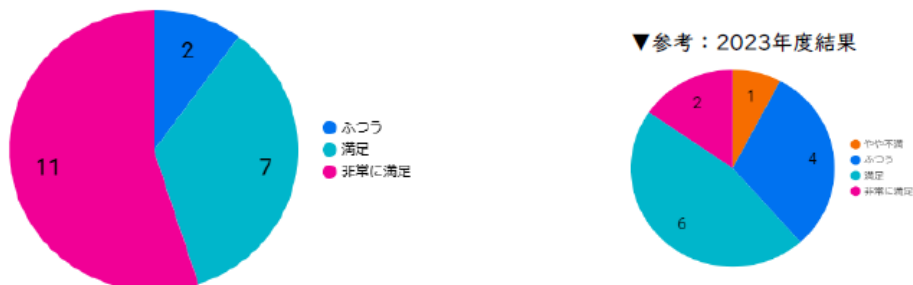 2
11
7
ふつう
満足
非常に満足
▼参考：2023年度結果
1
2
4
6
やや不満
ふつう
満足
非常に満足